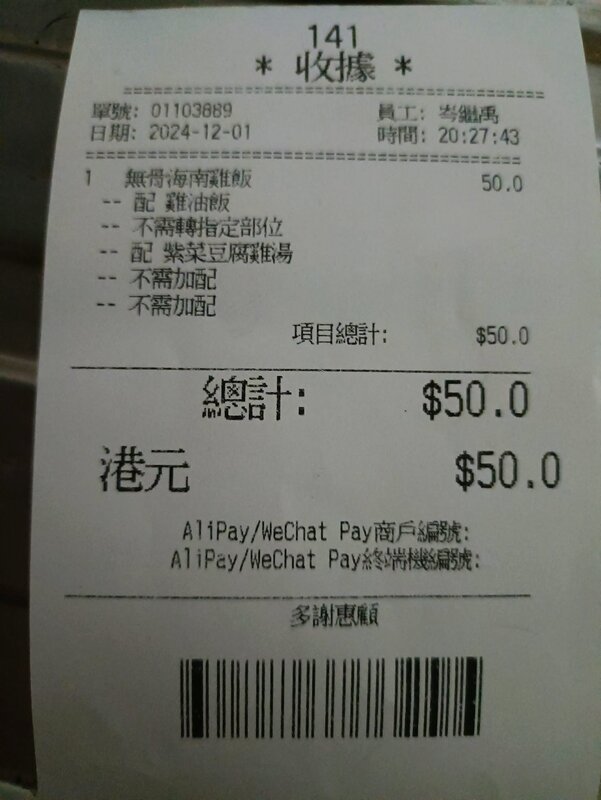 141
* 收據 *
單號: 01103889 員工: 岑繼禹
日期: 2024-12-01 時間: 20:27:43
1 無骨海南雞飯 50.0
-- 配 雞油飯
-- 不需轉指定部位
-- 配 紫菜豆腐雞湯
-- 不需加配
-- 不需加配
項目總計: $50.0
總計: $50.0
港元 $50.0
AliPay/WeChat Pay商戶編號:
AliPay/WeChat Pay終端機編號:
多謝惠顧